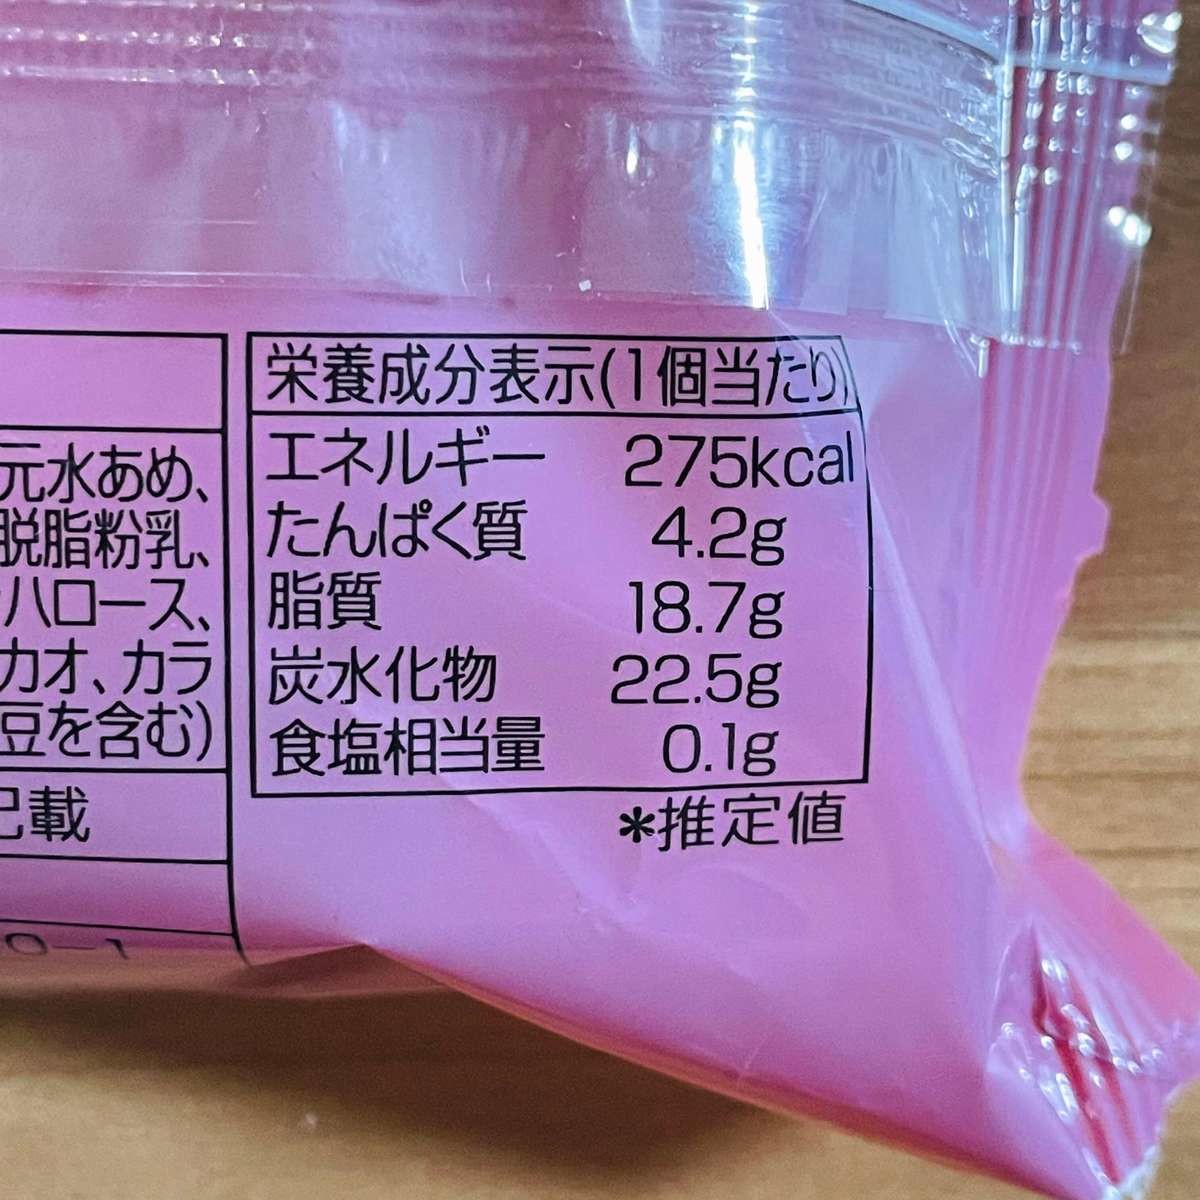 元水あめ、
脱脂粉乳、
ハロース、
カオ、カラ
豆を含む)
記載
0-1
栄養成分表示(1個当たり)
エネルギー 275kcal
たんぱく質 4.2g
脂質 18.7g
炭水化物 22.5g
食塩相当量 0.1g
*推定値